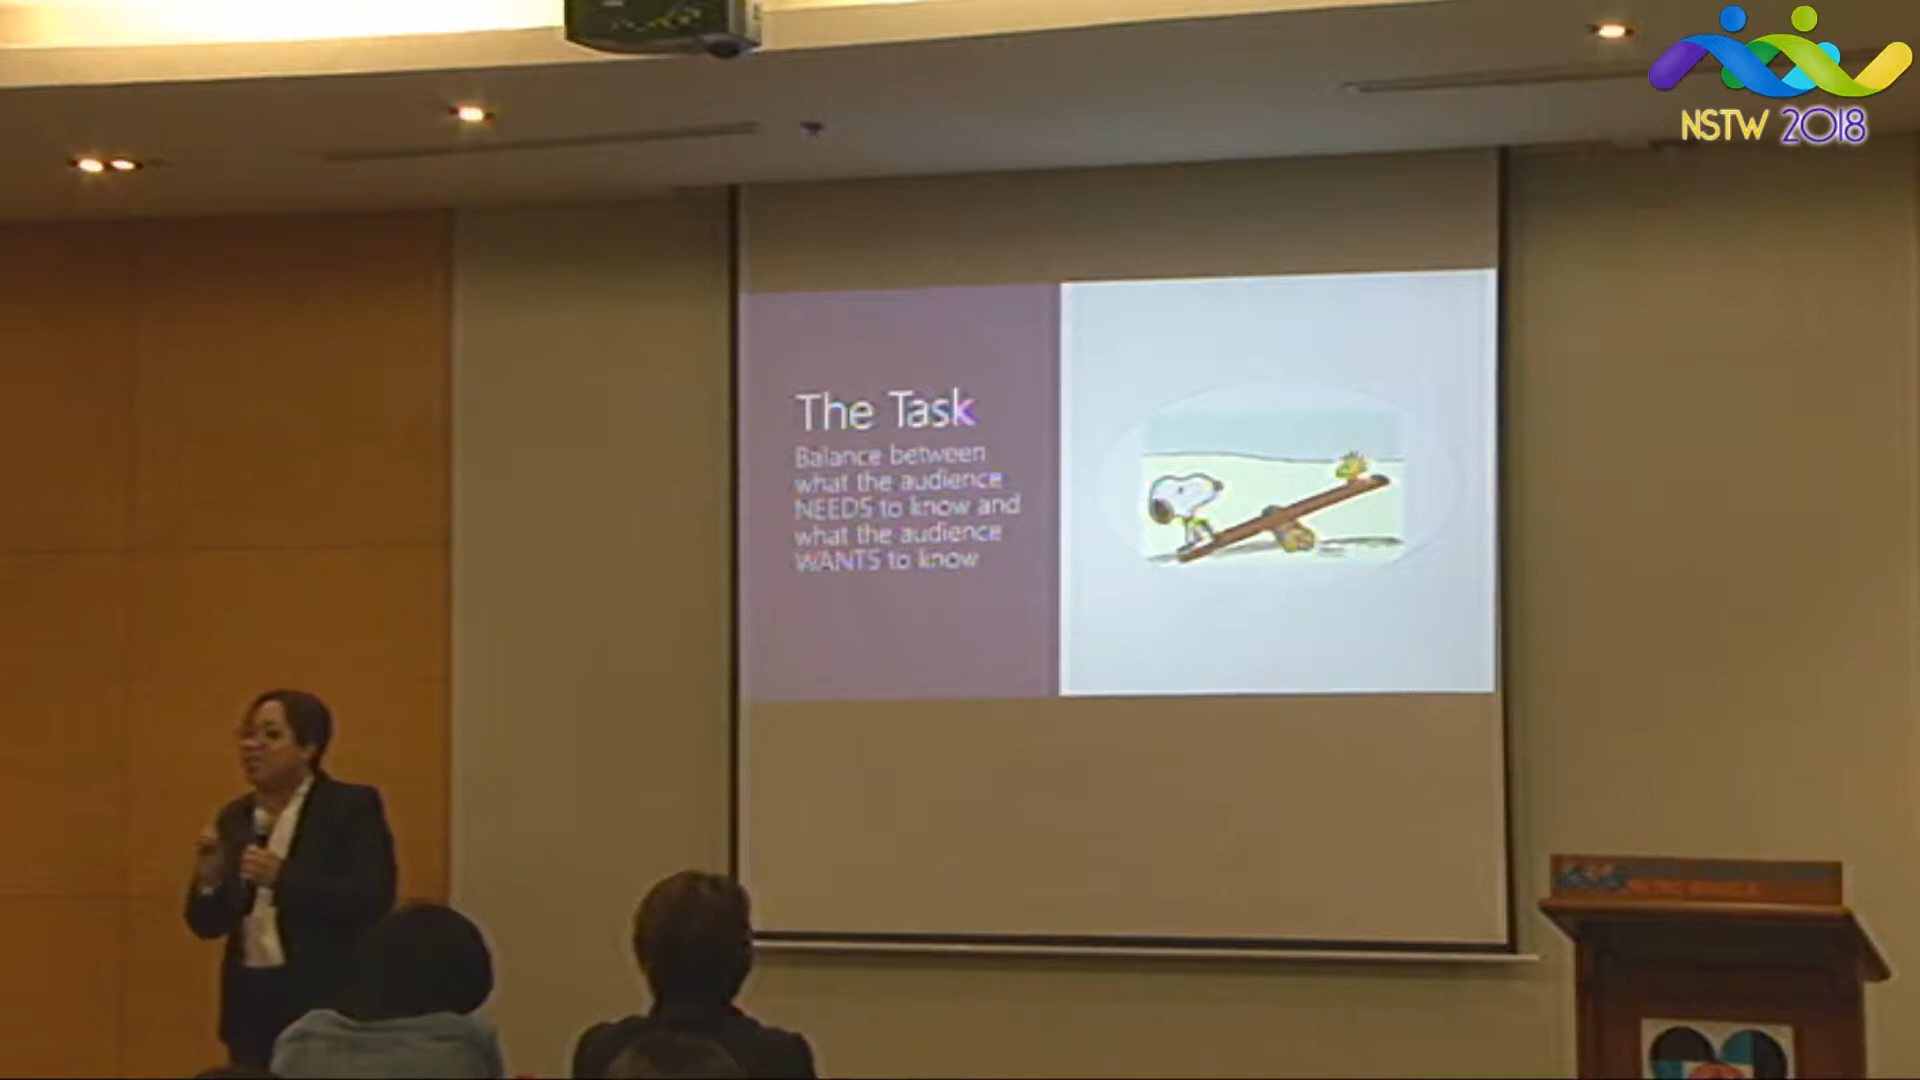 NSTW 2018
The Task
Balance between
what the audience
NEEDS to know and
what the audience
WANTS to know